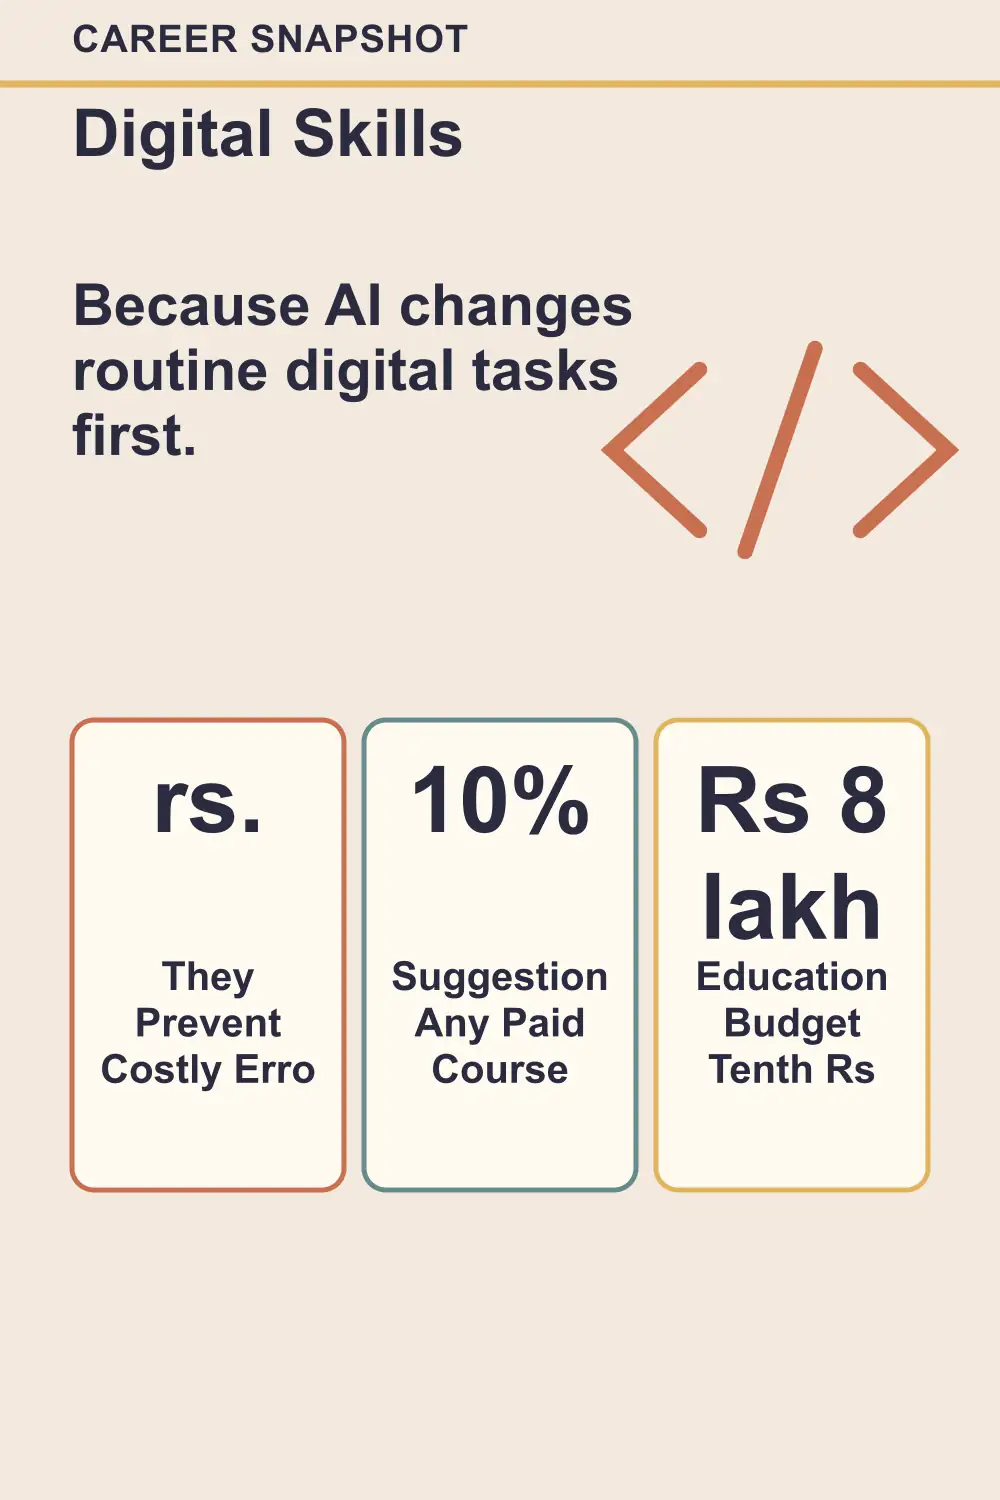 CAREER SNAPSHOT
Digital Skills
Because AI changes
routine digital tasks
first.
rs.
They
Prevent
Costly Erro
10%
Suggestion
Any Paid
Course
Rs 8
lakh
Education
Budget
Tenth Rs